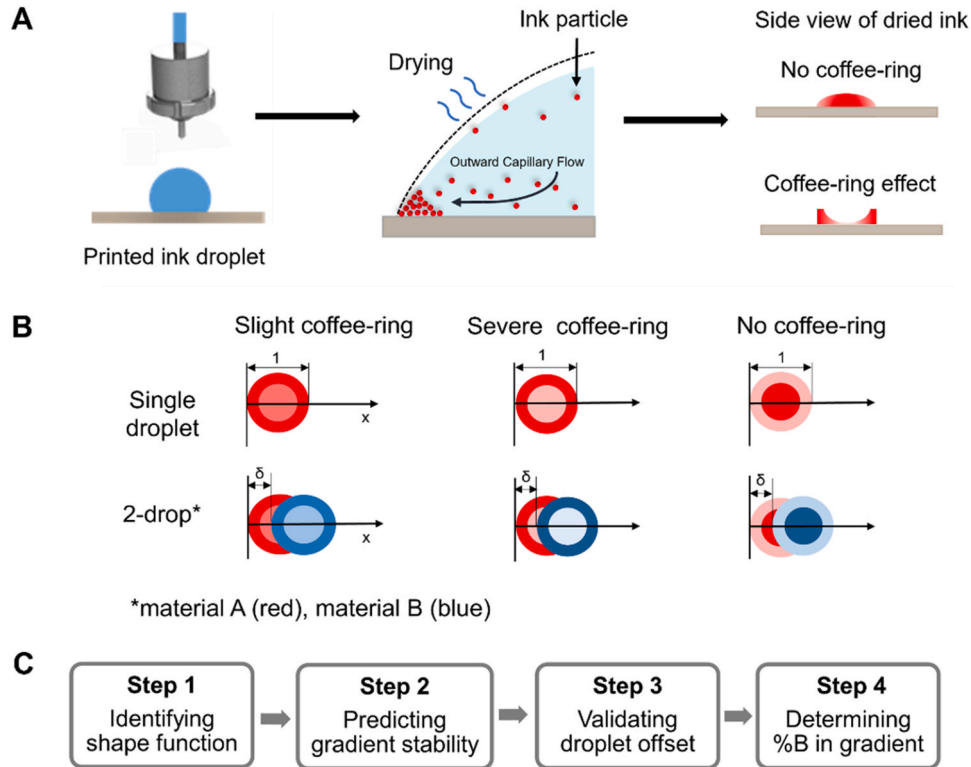 A
Printed ink droplet
Drying
Ink particle
Outward Capillary Flow
Side view of dried ink
No coffee-ring
Coffee-ring effect
B
Slight coffee-ring
Severe coffee-ring
No coffee-ring
Single
droplet
1
x
1
1
2-drop*
δ
x
δ
δ
*material A (red), material B (blue)
C
Step 1
Identifying
shape function
Step 2
Predicting
gradient stability
Step 3
Validating
droplet offset
Step 4
Determining
%B in gradient